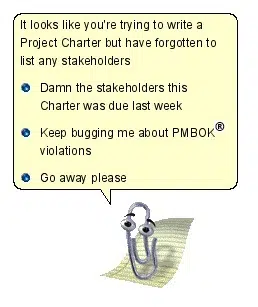 It looks like you're trying to write a
Project Charter but have forgotten to
list any stakeholders
Damn the stakeholders this
Charter was due last week
Keep bugging me about PMBOK®
violations
Go away please